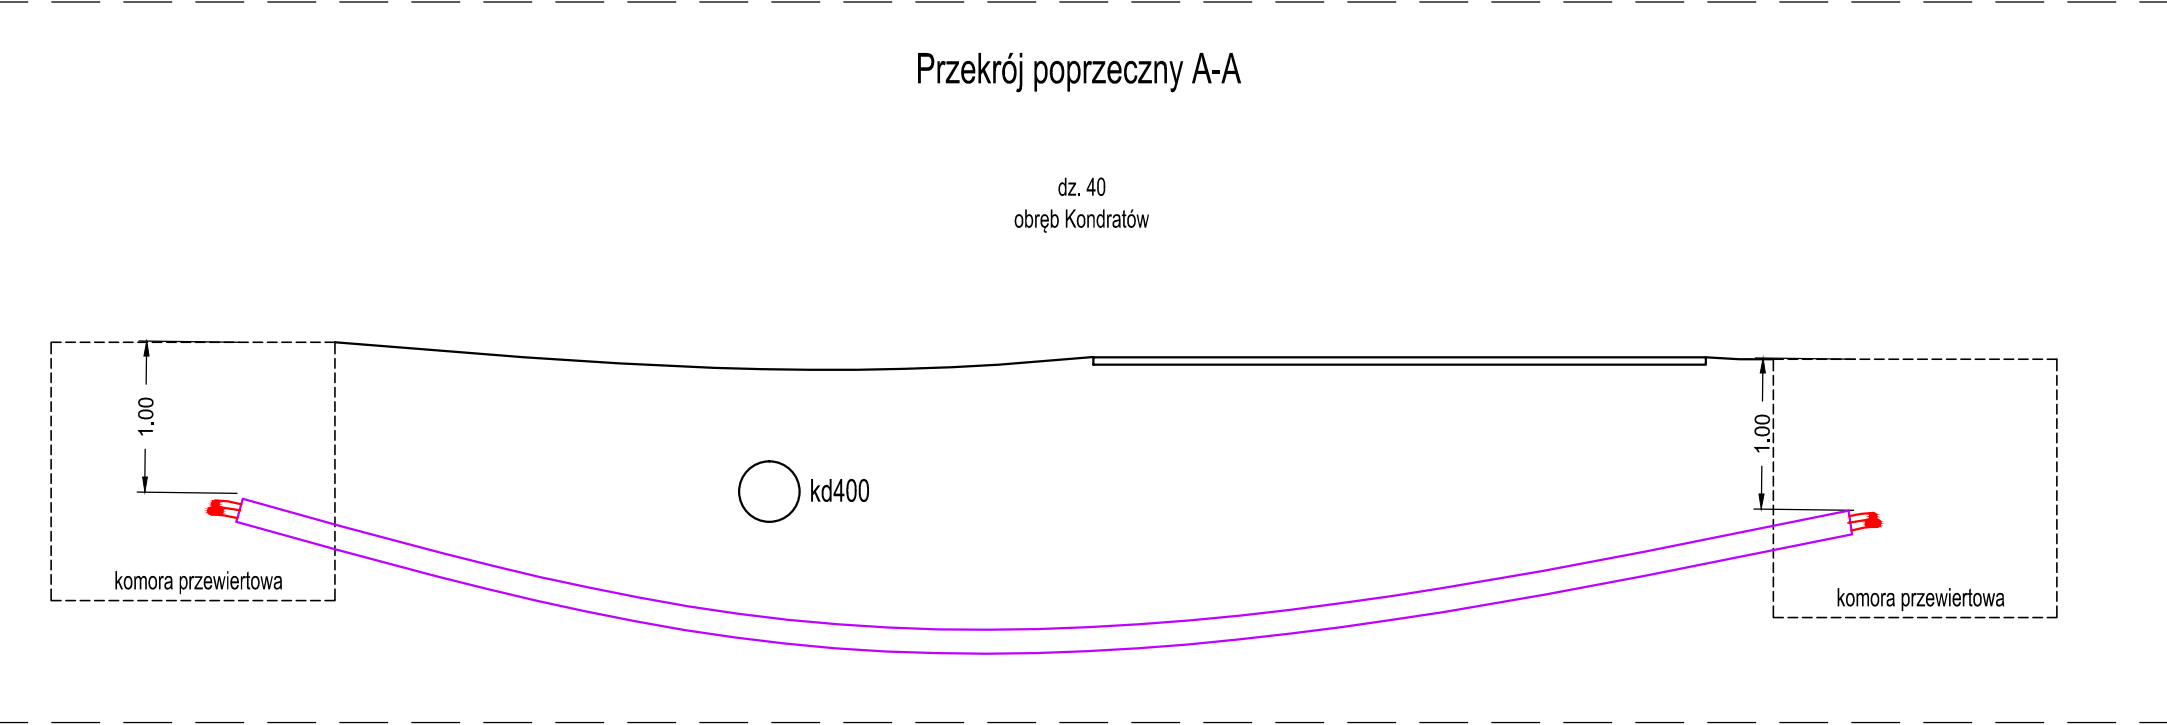 Przekrój poprzeczny A-A
dz. 40
obręb Kondratów
1.00
1.00
kd400
komora przewiertowa
komora przewiertowa